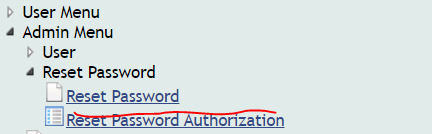 User Menu
Admin Menu
User
Reset Password
Reset Password
Reset Password Authorization